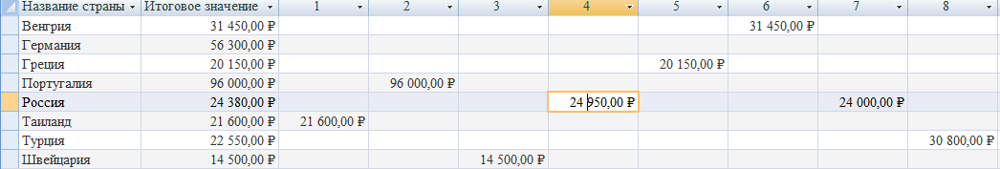 Название страны Итоговое значение 1 2 3 4 5 6 7 8
Венгрия 31 450,00 ₽ 31 450,00 ₽
Германия 56 300,00 ₽
Греция 20 150,00 ₽ 20 150,00 ₽
Португалия 96 000,00 ₽ 96 000,00 ₽
Россия 24 380,00 ₽ 24 950,00 ₽ 24 000,00 ₽
Таиланд 21 600,00 ₽ 21 600,00 ₽
Турция 22 550,00 ₽ 30 800,00 ₽
Швейцария 14 500,00 ₽ 14 500,00 ₽